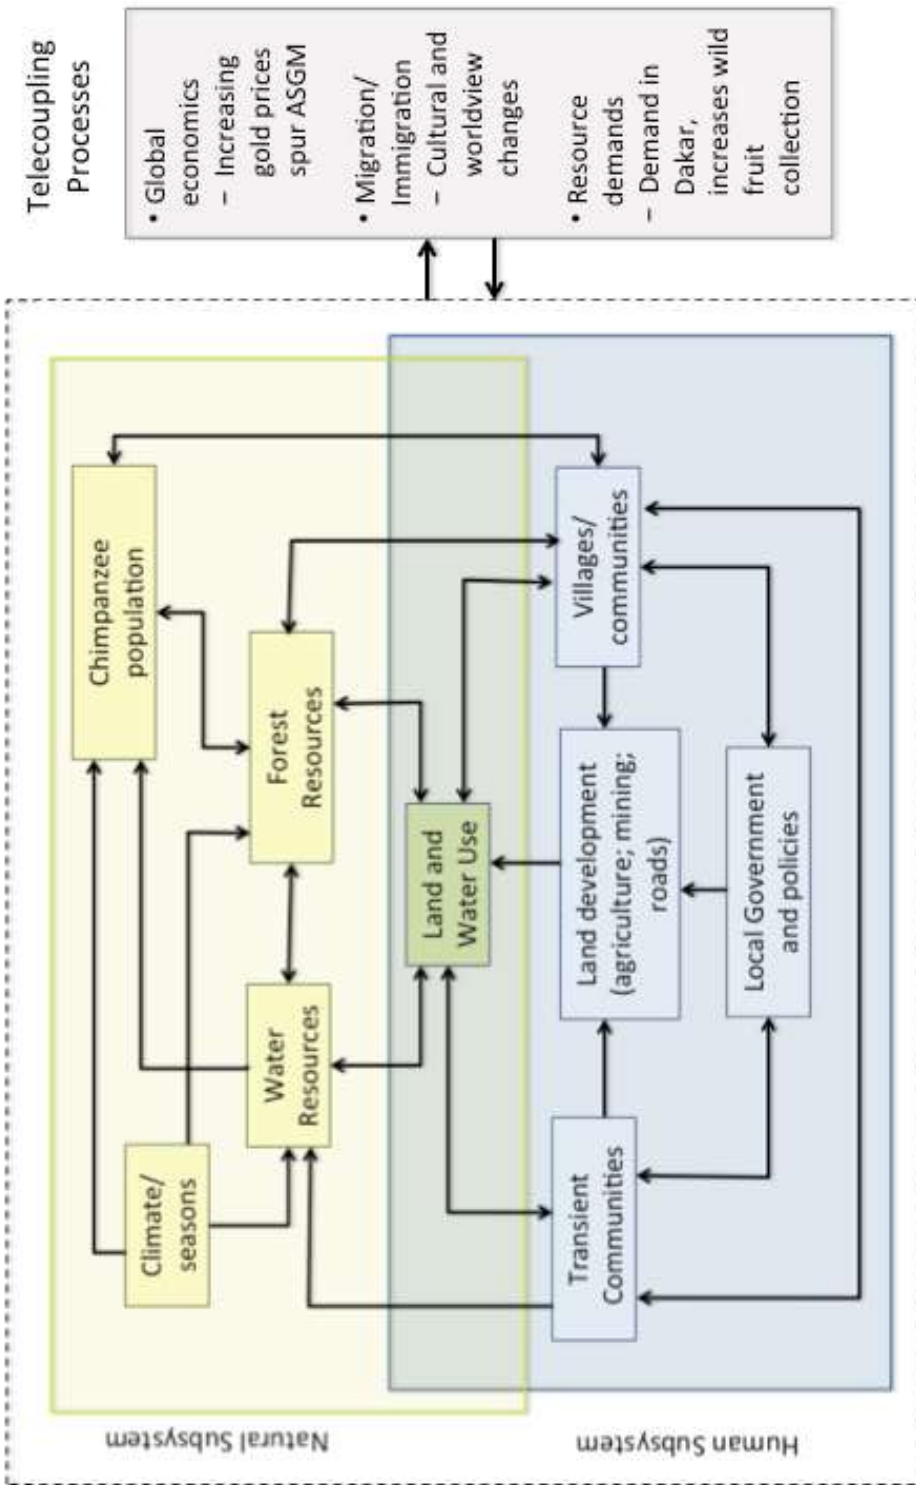 Natural Subsystem
Human Subsystem
Climate/
seasons
Chimpanzee
population
Water
Resources
Forest
Resources
Land and
Water Use
Transient
Communities
Land development
(agriculture; mining;
roads)
Villages/
communities
Local Government
and policies
Telecoupling
Processes
• Global
economics
– Increasing
gold prices
spur ASGM
• Migration/
Immigration
– Cultural and
worldview
changes
• Resource
demands
– Demand in
Dakar,
increases wild
fruit
collection